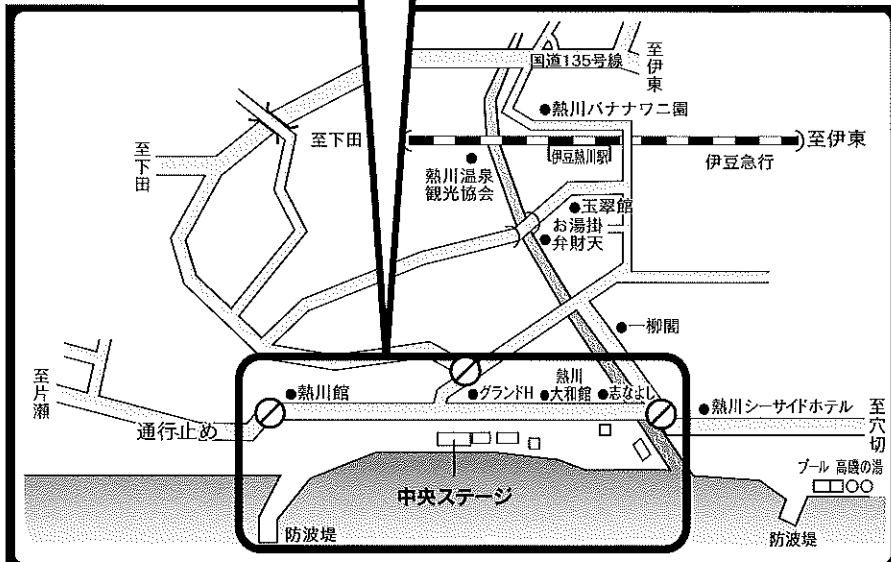 国道135号線
至伊東
熱川バナナワニ園
至下田
至伊東
至下田
伊豆熱川駅
伊豆急行
熱川温泉
観光協会
玉翠館
お湯掛
弁財天
一柳閣
至片瀬
熱川館
グランドH
熱川
大和館
志なよし
熱川シーサイドホテル
至穴切
通行止め
プール 高磯の湯
中央ステージ
防波堤
防波堤